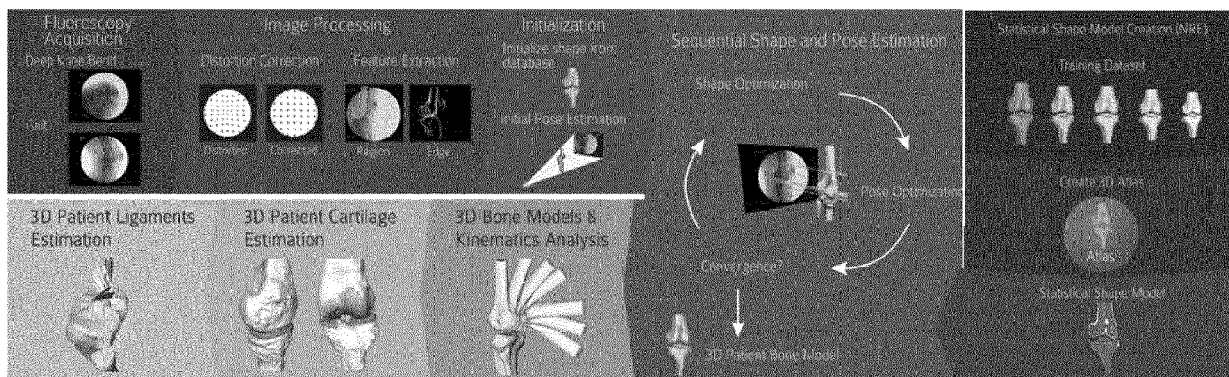 Fluoroscopy
Acquisition
Deep Knee Bend
Gait
Image Processing
Distortion Correction
Feature Extraction
Distorted
Corrected
Region
Edge
Initialization
Initialize shape from
database
Initial Pose Estimation
Sequential Shape and Pose Estimation
Shape Optimization
Pose Optimization
Convergence?
3D Patient Bone Model
Statistical Shape Model Creation (NRE)
Training Dataset
Create 3D Atlas
Atlas
Statistical Shape Model
3D Patient Ligaments
Estimation
3D Patient Cartilage
Estimation
3D Bone Models &
Kinematics Analysis